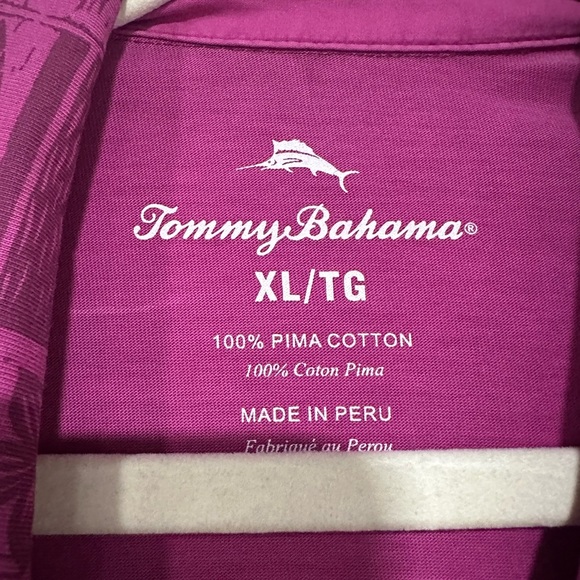 Tommy Bahama®
XL/TG
100% PIMA COTTON
100% Coton Pima
MADE IN PERU
Fabriqué au Perou